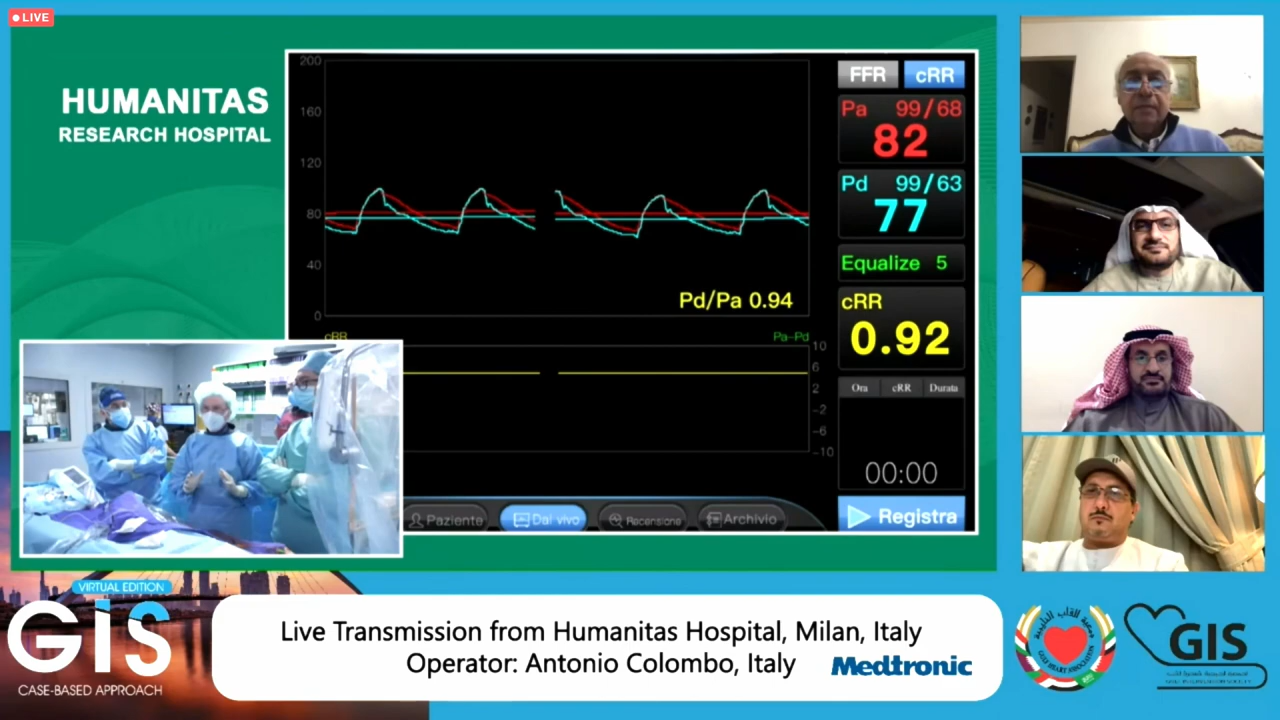 LIVE
HUMANITAS
RESEARCH HOSPITAL
200
160
120
80
40
0
Pd/Pa 0.94
cRR
Pa-Pd
10
6
2
-2
-6
-10
FFR
cRR
Pa 99/68
82
Pd 99/63
77
Equalize 5
cRR
0.92
Ora cRR Durata
00:00
Registra
Paziente
Dal vivo
Recensione
Archivio
VIRTUAL EDITION
GIS
CASE-BASED APPROACH
Live Transmission from Humanitas Hospital, Milan, Italy
Operator: Antonio Colombo, Italy
Medtronic
GULF HEART ASSOCIATION
GIS